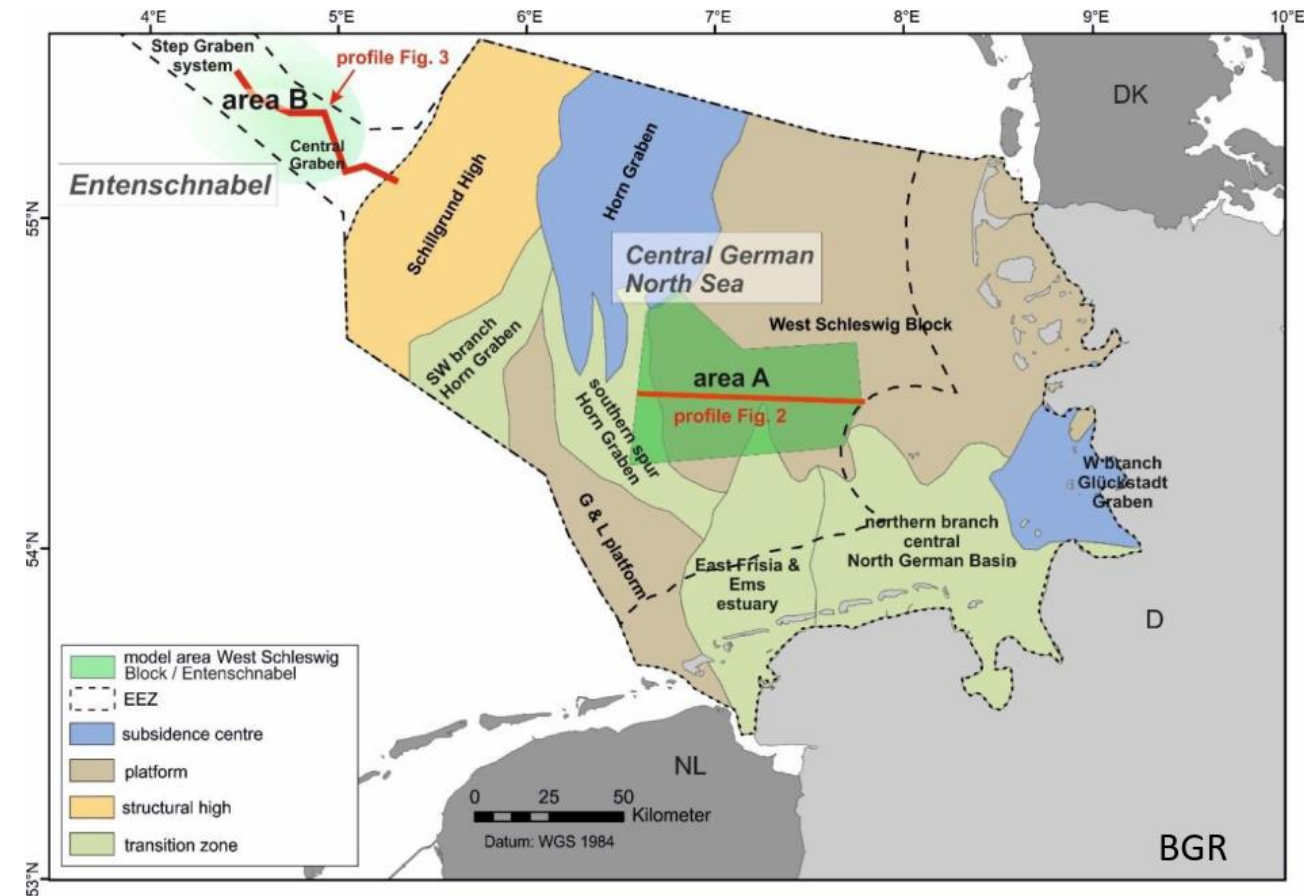 4°E
5°E
6°E
7°E
8°E
9°E
10°E
Step Graben
system
profile Fig. 3
area B
Central
Graben
Entenschnabel
DK
55°N
Schillgrund High
Horn Graben
Central German
North Sea
West Schleswig Block
SW branch
Horn Graben
area A
profile Fig. 2
southern spur
Horn Graben
W branch
Glückstadt
Graben
G & L platform
54°N
northern branch
central
North German Basin
East Frisia &
Ems
estuary
D
model area West Schleswig
Block / Entenschnabel
EEZ
subsidence centre
platform
structural high
transition zone
NL
0
25
50
Kilometer
Datum: WGS 1984
BGR
53°N